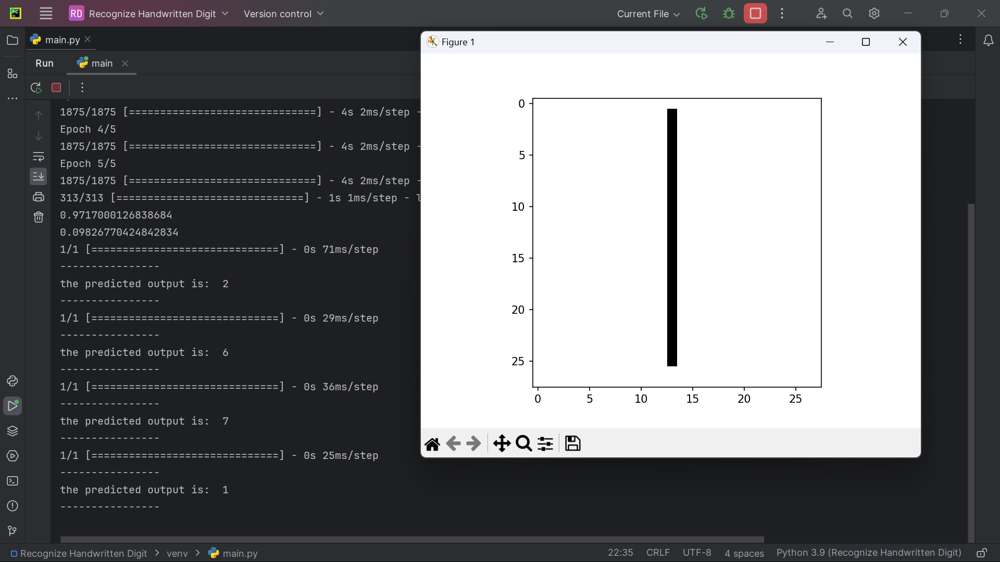 RD Recognize Handwritten Digit Version control Current File
main.py
Run main
Figure 1
1875/1875 [==============================] - 4s 2ms/step -
Epoch 4/5
1875/1875 [==============================] - 4s 2ms/step -
Epoch 5/5
1875/1875 [==============================] - 4s 2ms/step -
313/313 [==============================] - 1s 1ms/step - l
0.9717000126838684
0.09826770424842834
1/1 [==============================] - 0s 71ms/step
----------------
the predicted output is:  2
----------------
1/1 [==============================] - 0s 29ms/step
----------------
the predicted output is:  6
----------------
1/1 [==============================] - 0s 36ms/step
----------------
the predicted output is:  7
----------------
1/1 [==============================] - 0s 25ms/step
----------------
the predicted output is:  1
----------------
0
5
10
15
20
25
0 5 10 15 20 25
Recognize Handwritten Digit > venv > main.py 22:35 CRLF UTF-8 4 spaces Python 3.9 (Recognize Handwritten Digit)